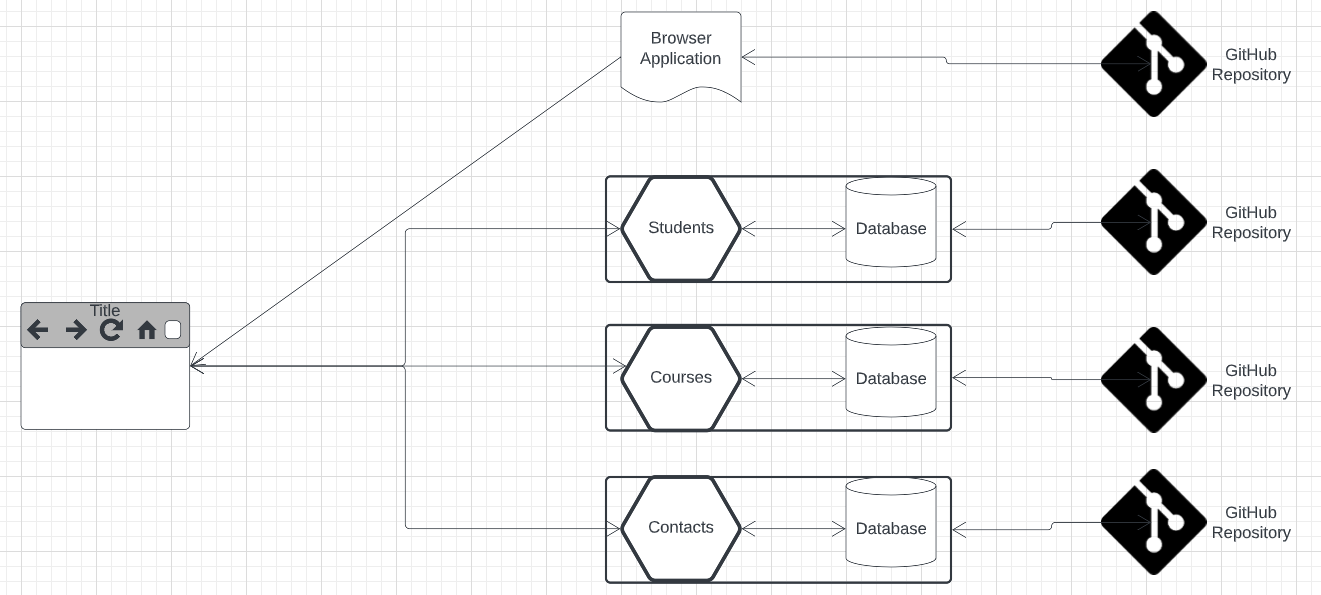 Browser
Application
GitHub
Repository
Students
Database
GitHub
Repository
Title
Courses
Database
GitHub
Repository
Contacts
Database
GitHub
Repository